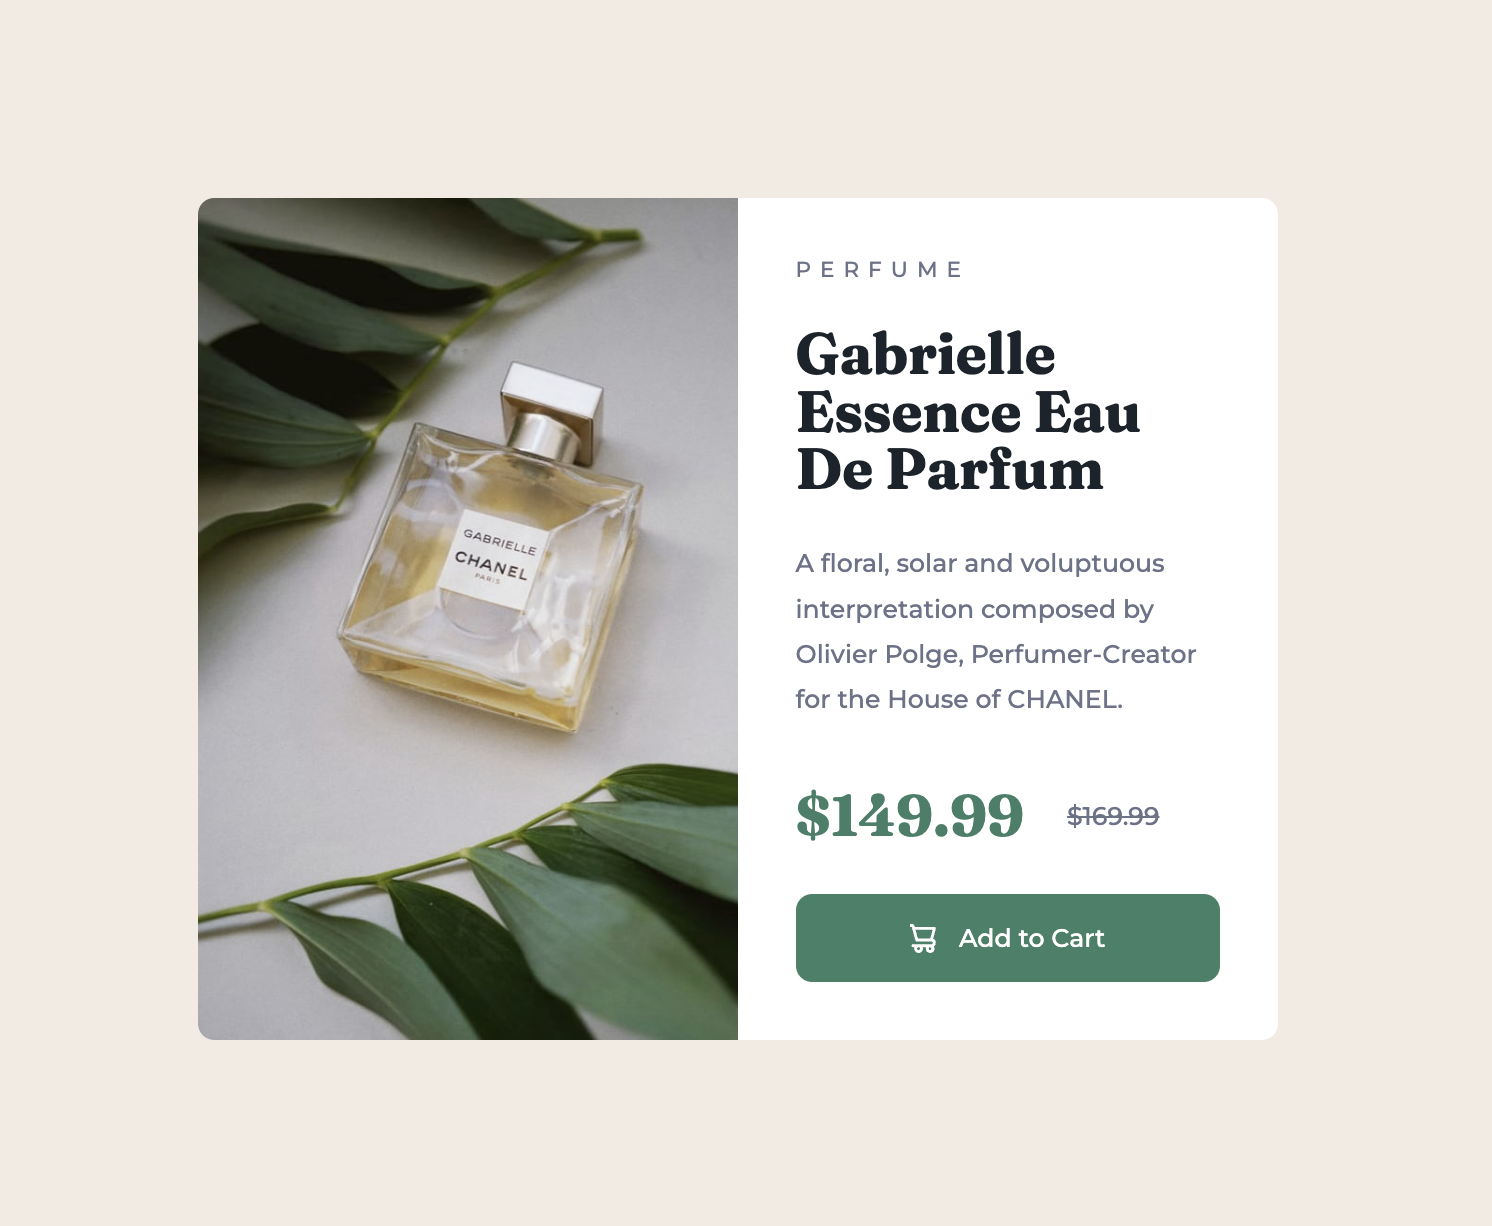 GABRIELLE
CHANEL
PARIS
PERFUME
Gabrielle
Essence Eau
De Parfum
A floral, solar and voluptuous
interpretation composed by
Olivier Polge, Perfumer-Creator
for the House of CHANEL.
$149.99 $169.99
Add to Cart